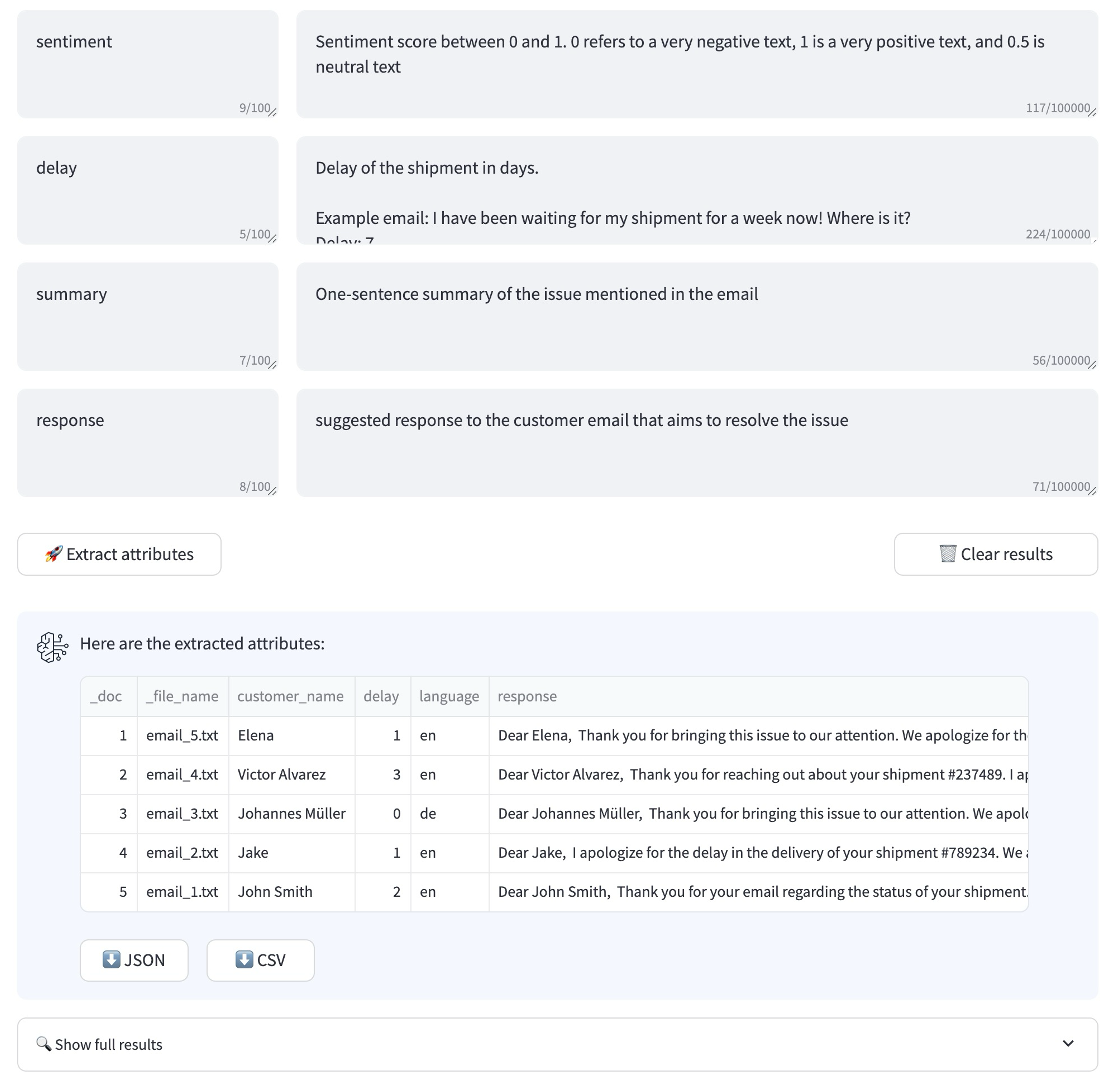 sentiment
9/100
Sentiment score between 0 and 1. 0 refers to a very negative text, 1 is a very positive text, and 0.5 is
neutral text
117/100000
delay
5/100
Delay of the shipment in days.
Example email: I have been waiting for my shipment for a week now! Where is it?
Delay: 7
224/100000
summary
7/100
One-sentence summary of the issue mentioned in the email
56/100000
response
8/100
suggested response to the customer email that aims to resolve the issue
71/100000
🚀 Extract attributes
🗑️ Clear results
Here are the extracted attributes:
_doc _file_name customer_name delay language response
1 email_5.txt Elena 1 en Dear Elena, Thank you for bringing this issue to our attention. We apologize for th
2 email_4.txt Victor Alvarez 3 en Dear Victor Alvarez, Thank you for reaching out about your shipment #237489. I ap
3 email_3.txt Johannes Müller 0 de Dear Johannes Müller, Thank you for bringing this issue to our attention. We apolo
4 email_2.txt Jake 1 en Dear Jake, I apologize for the delay in the delivery of your shipment #789234. We a
5 email_1.txt John Smith 2 en Dear John Smith, Thank you for your email regarding the status of your shipment.
⬇️ JSON ⬇️ CSV
🔍 Show full results